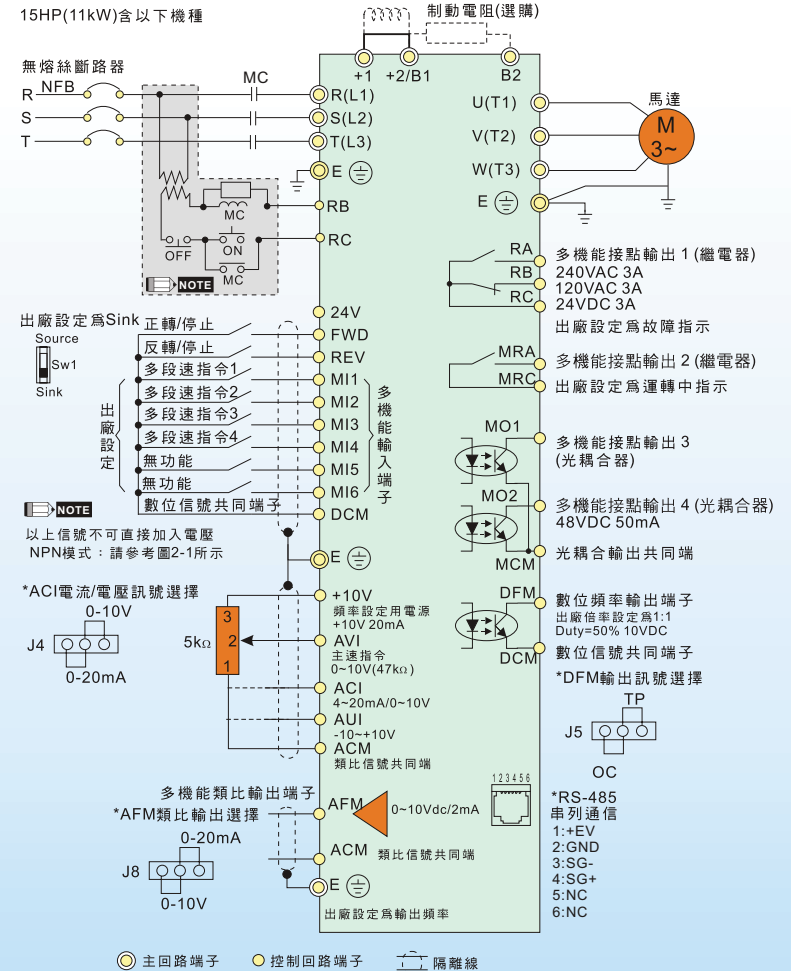 15HP(11kW)含以下機種
制動電阻(選購)
+1
+2/B1
B2
無熔絲斷路器
NFB
MC
R
S
T
R(L1)
S(L2)
T(L3)
E
RB
RC
MC
OFF
ON
MC
NOTE
U(T1)
V(T2)
W(T3)
E
馬達
M
3~
RA
RB
RC
多機能接點輸出1(繼電器)
240VAC 3A
120VAC 3A
24VDC 3A
出廠設定爲故障指示
MRA
MRC
多機能接點輸出2(繼電器)
出廠設定爲運轉中指示
出廠設定爲Sink
Source
Sw1
Sink
24V
正轉/停止
FWD
反轉/停止
REV
多段速指令1
MI1
多段速指令2
MI2
多段速指令3
MI3
多段速指令4
MI4
無功能
MI5
無功能
MI6
數位信號共同端子
DCM
出廠設定
多機能輸入端子
NOTE
以上信號不可直接加入電壓
NPN模式：請參考圖2-1所示
E
MO1
多機能接點輸出3
(光耦合器)
MO2
多機能接點輸出4(光耦合器)
48VDC 50mA
MCM
光耦合輸出共同端
*ACI電流/電壓訊號選擇
0-10V
J4
0-20mA
5kΩ
3
2
1
+10V
頻率設定用電源
+10V 20mA
AVI
主速指令
0~10V(47kΩ)
ACI
4~20mA/0~10V
AUI
-10~+10V
ACM
類比信號共同端
DFM
數位頻率輸出端子
出廠倍率設定爲1:1
Duty=50% 10VDC
DCM
數位信號共同端子
*DFM輸出訊號選擇
TP
J5
OC
多機能類比輸出端子
*AFM類比輸出選擇
0-20mA
J8
0-10V
AFM
0~10Vdc/2mA
ACM
類比信號共同端
E
出廠設定爲輸出頻率
123456
*RS-485
串列通信
1:+EV
2:GND
3:SG-
4:SG+
5:NC
6:NC
主回路端子
控制回路端子
隔離線